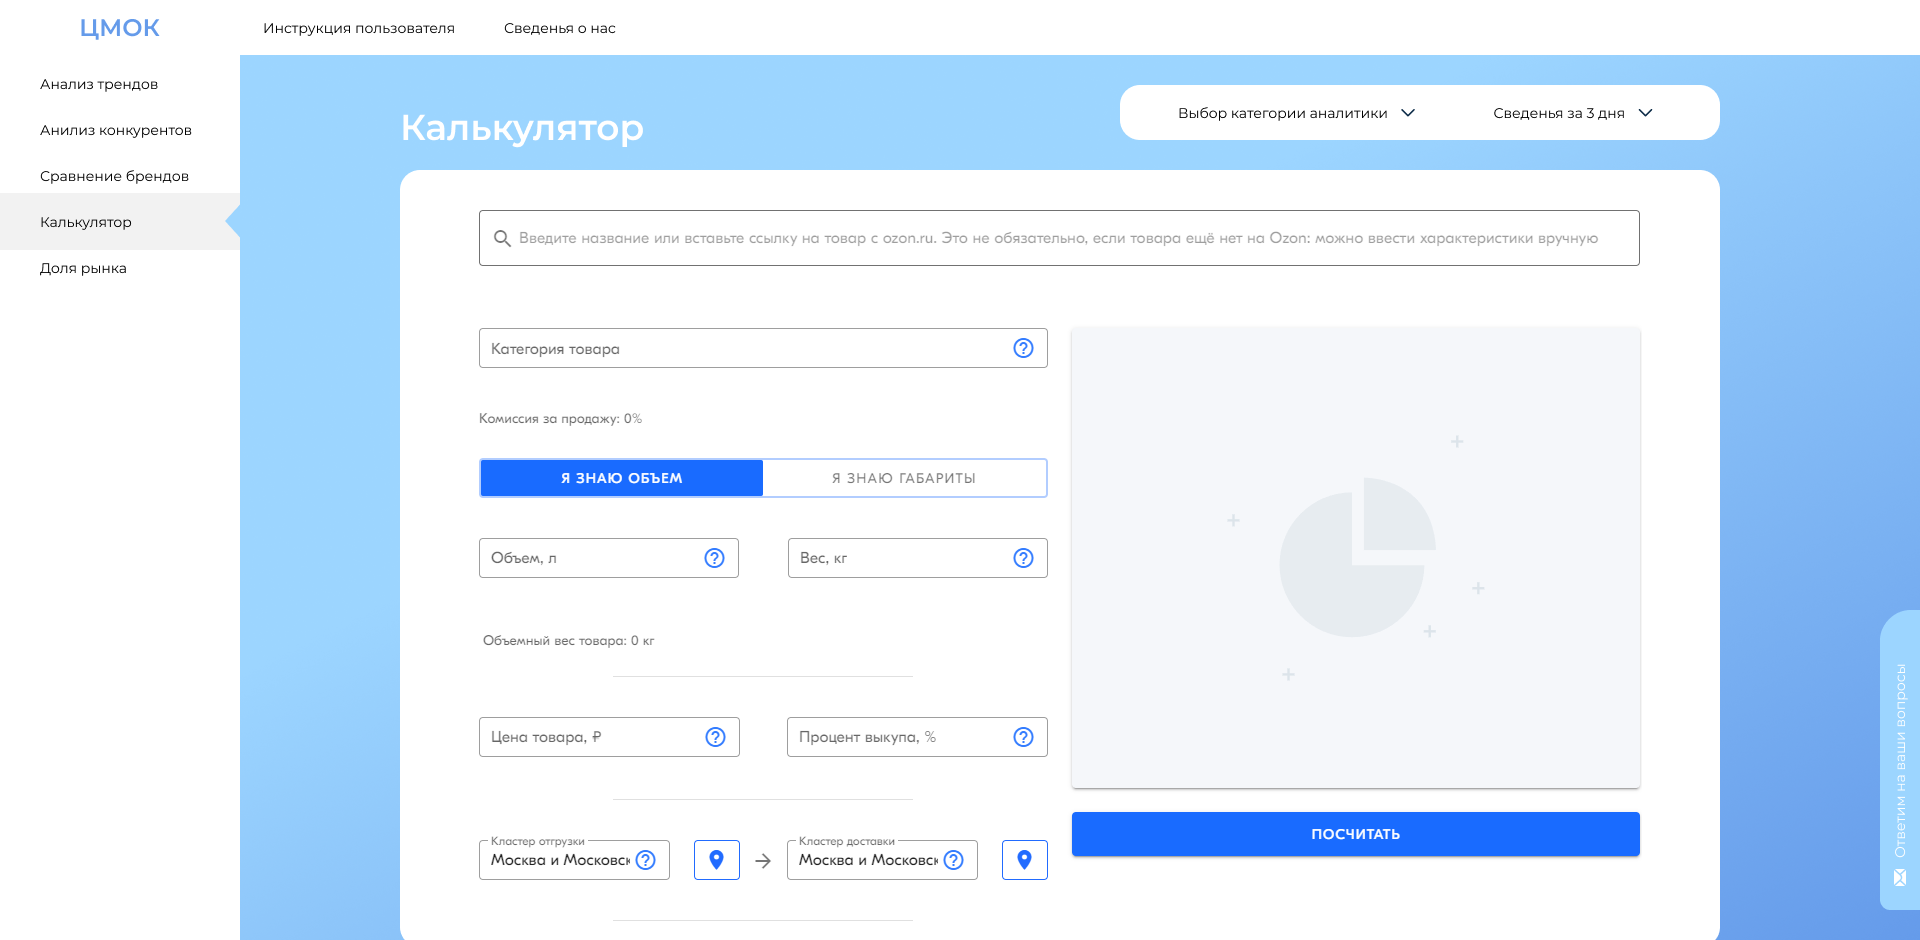 ЦМОК
Инструкция пользователя
Сведенья о нас
Анализ трендов
Анилиз конкурентов
Сравнение брендов
Калькулятор
Доля рынка
Калькулятор
Выбор категории аналитики
Сведенья за 3 дня
Введите название или вставьте ссылку на товар с ozon.ru. Это не обязательно, если товара ещё нет на Ozon: можно ввести характеристики вручную
Категория товара
Комиссия за продажу: 0%
Я ЗНАЮ ОБЪЕМ
Я ЗНАЮ ГАБАРИТЫ
Объем, л
Вес, кг
Объемный вес товара: 0 кг
Цена товара, ₽
Процент выкупа, %
Кластер отгрузки
Москва и Московск
Кластер доставки
Москва и Московск
ПОСЧИТАТЬ
Ответим на ваши вопросы